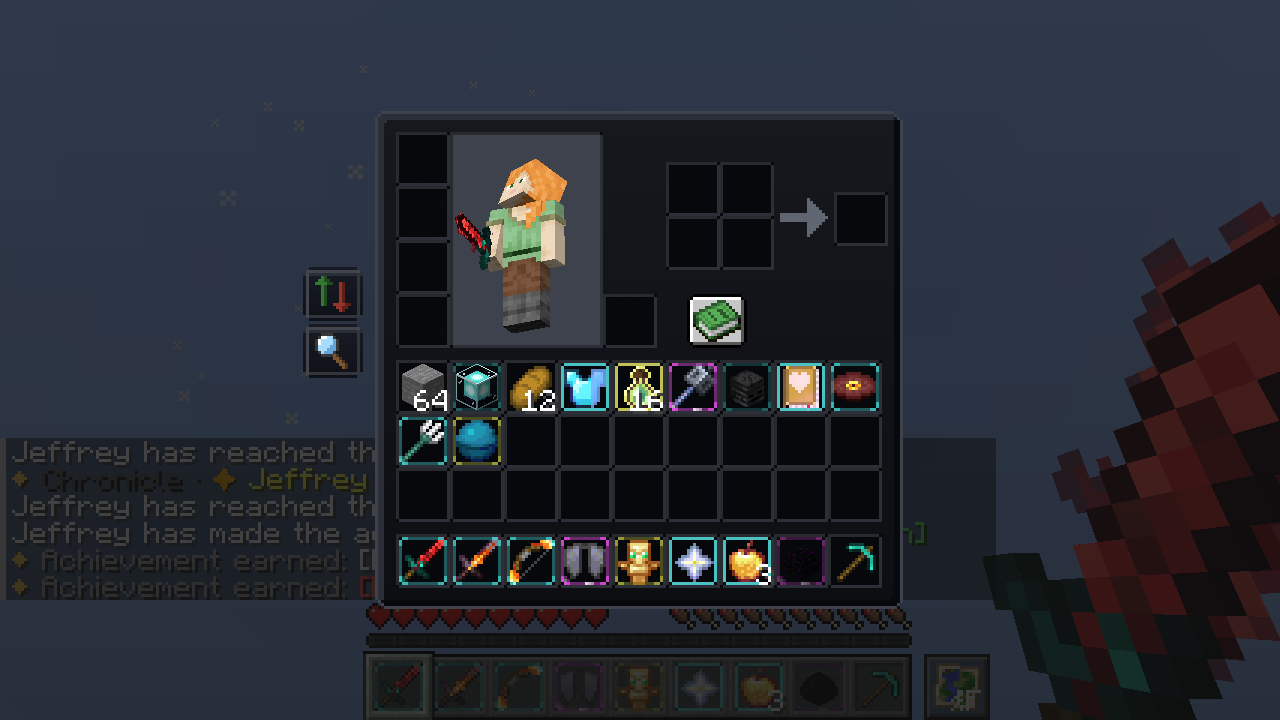 64
12
16
Jeffrey has reached th
Chronicle · Jeffrey
Jeffrey has reached th
Jeffrey has made the a
Achievement earned: [
Achievement earned: [
3
3